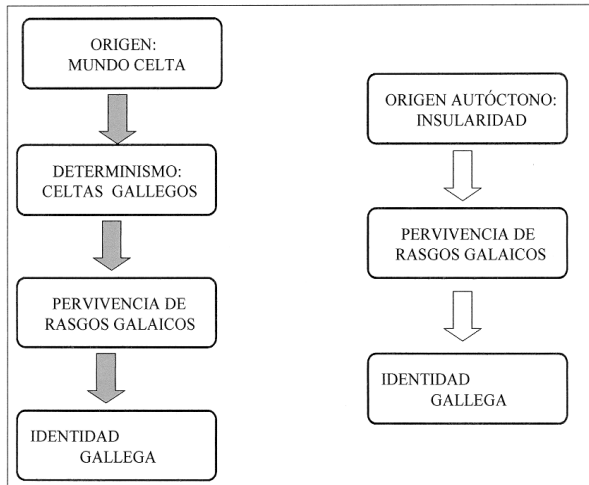 ORIGEN:
MUNDO CELTA
DETERMINISMO:
CELTAS GALLEGOS
PERVIVENCIA DE
RASGOS GALAICOS
IDENTIDAD
GALLEGA
ORIGEN AUTÓCTONO:
INSULARIDAD
PERVIVENCIA DE
RASGOS GALAICOS
IDENTIDAD
GALLEGA